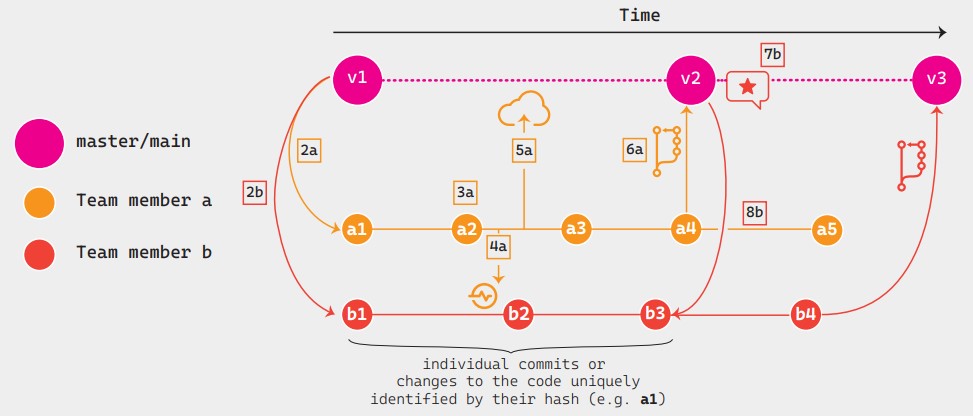 Time
7b
v1
v2
v3
master/main
2a
5a
6a
2b
Team member a
3a
8b
a1
a2
a3
a4
a5
4a
Team member b
b1
b2
b3
b4
individual commits or
changes to the code uniquely
identified by their hash (e.g. a1)